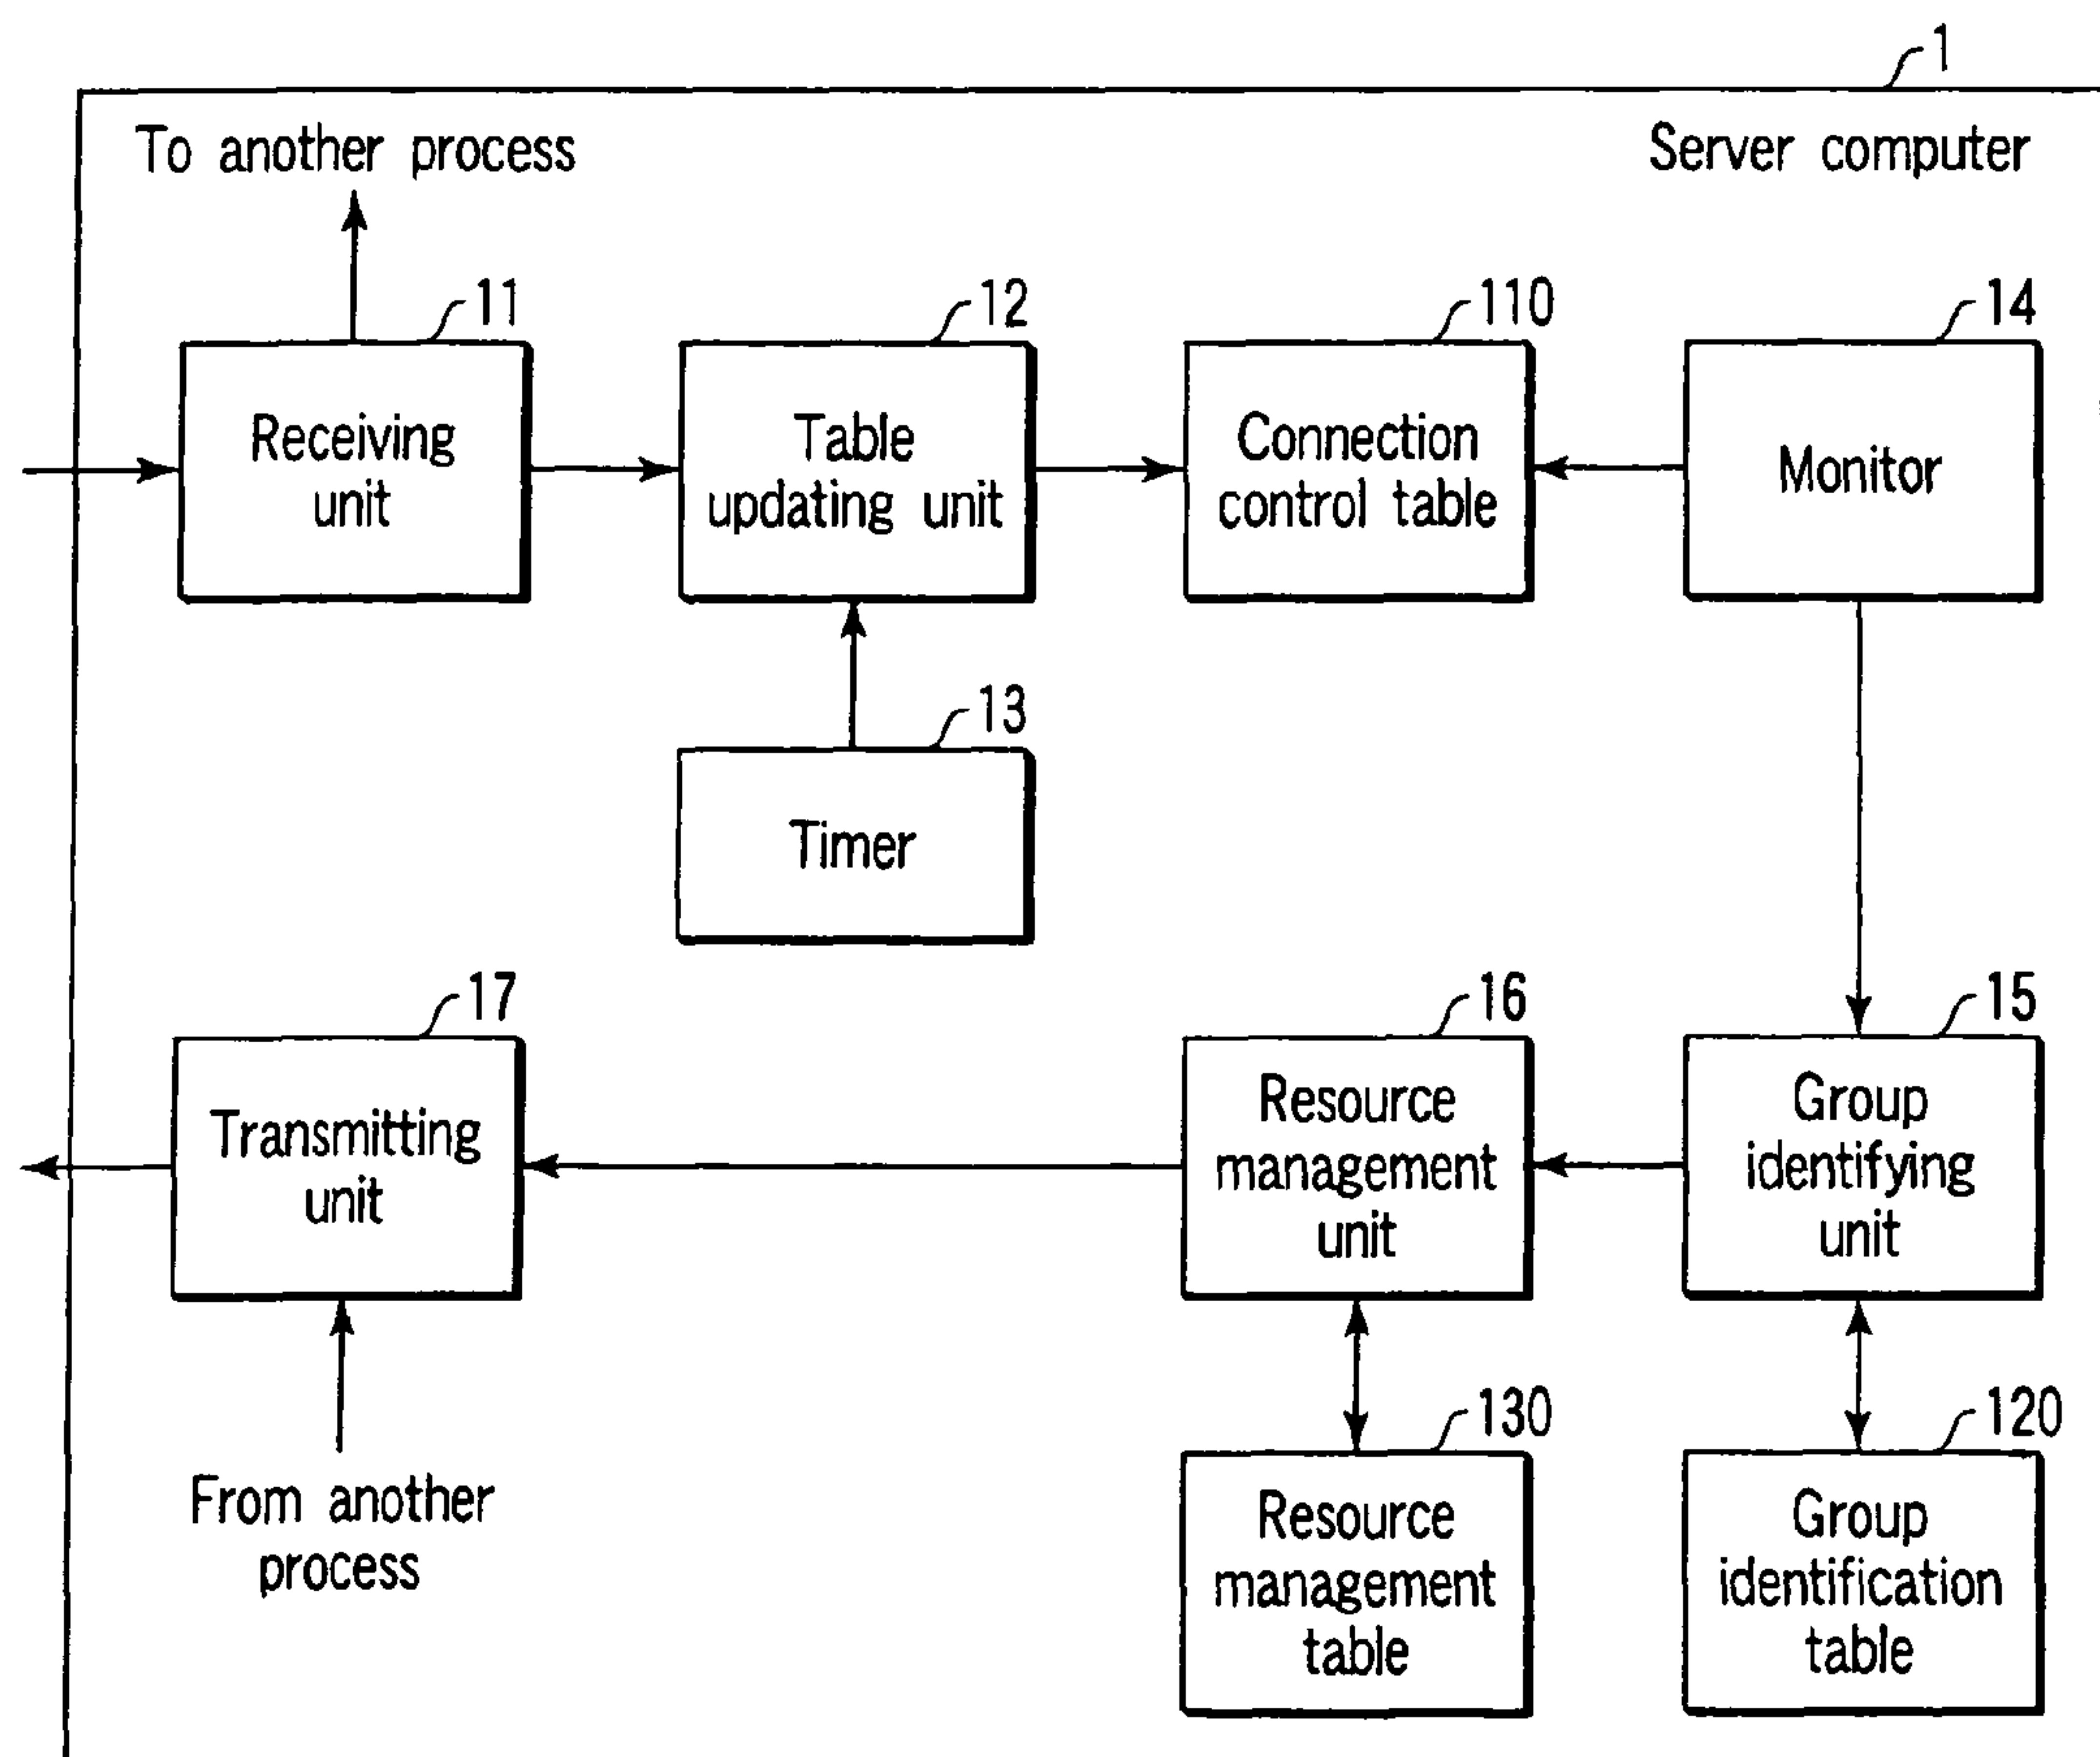 1
To another process
Server computer
11
12
110
14
Receiving
unit
Table
updating unit
Connection
control table
Monitor
13
Timer
17
16
15
Transmitting
unit
Resource
management
unit
Group
identifying
unit
From another
process
130
120
Resource
management
table
Group
identification
table